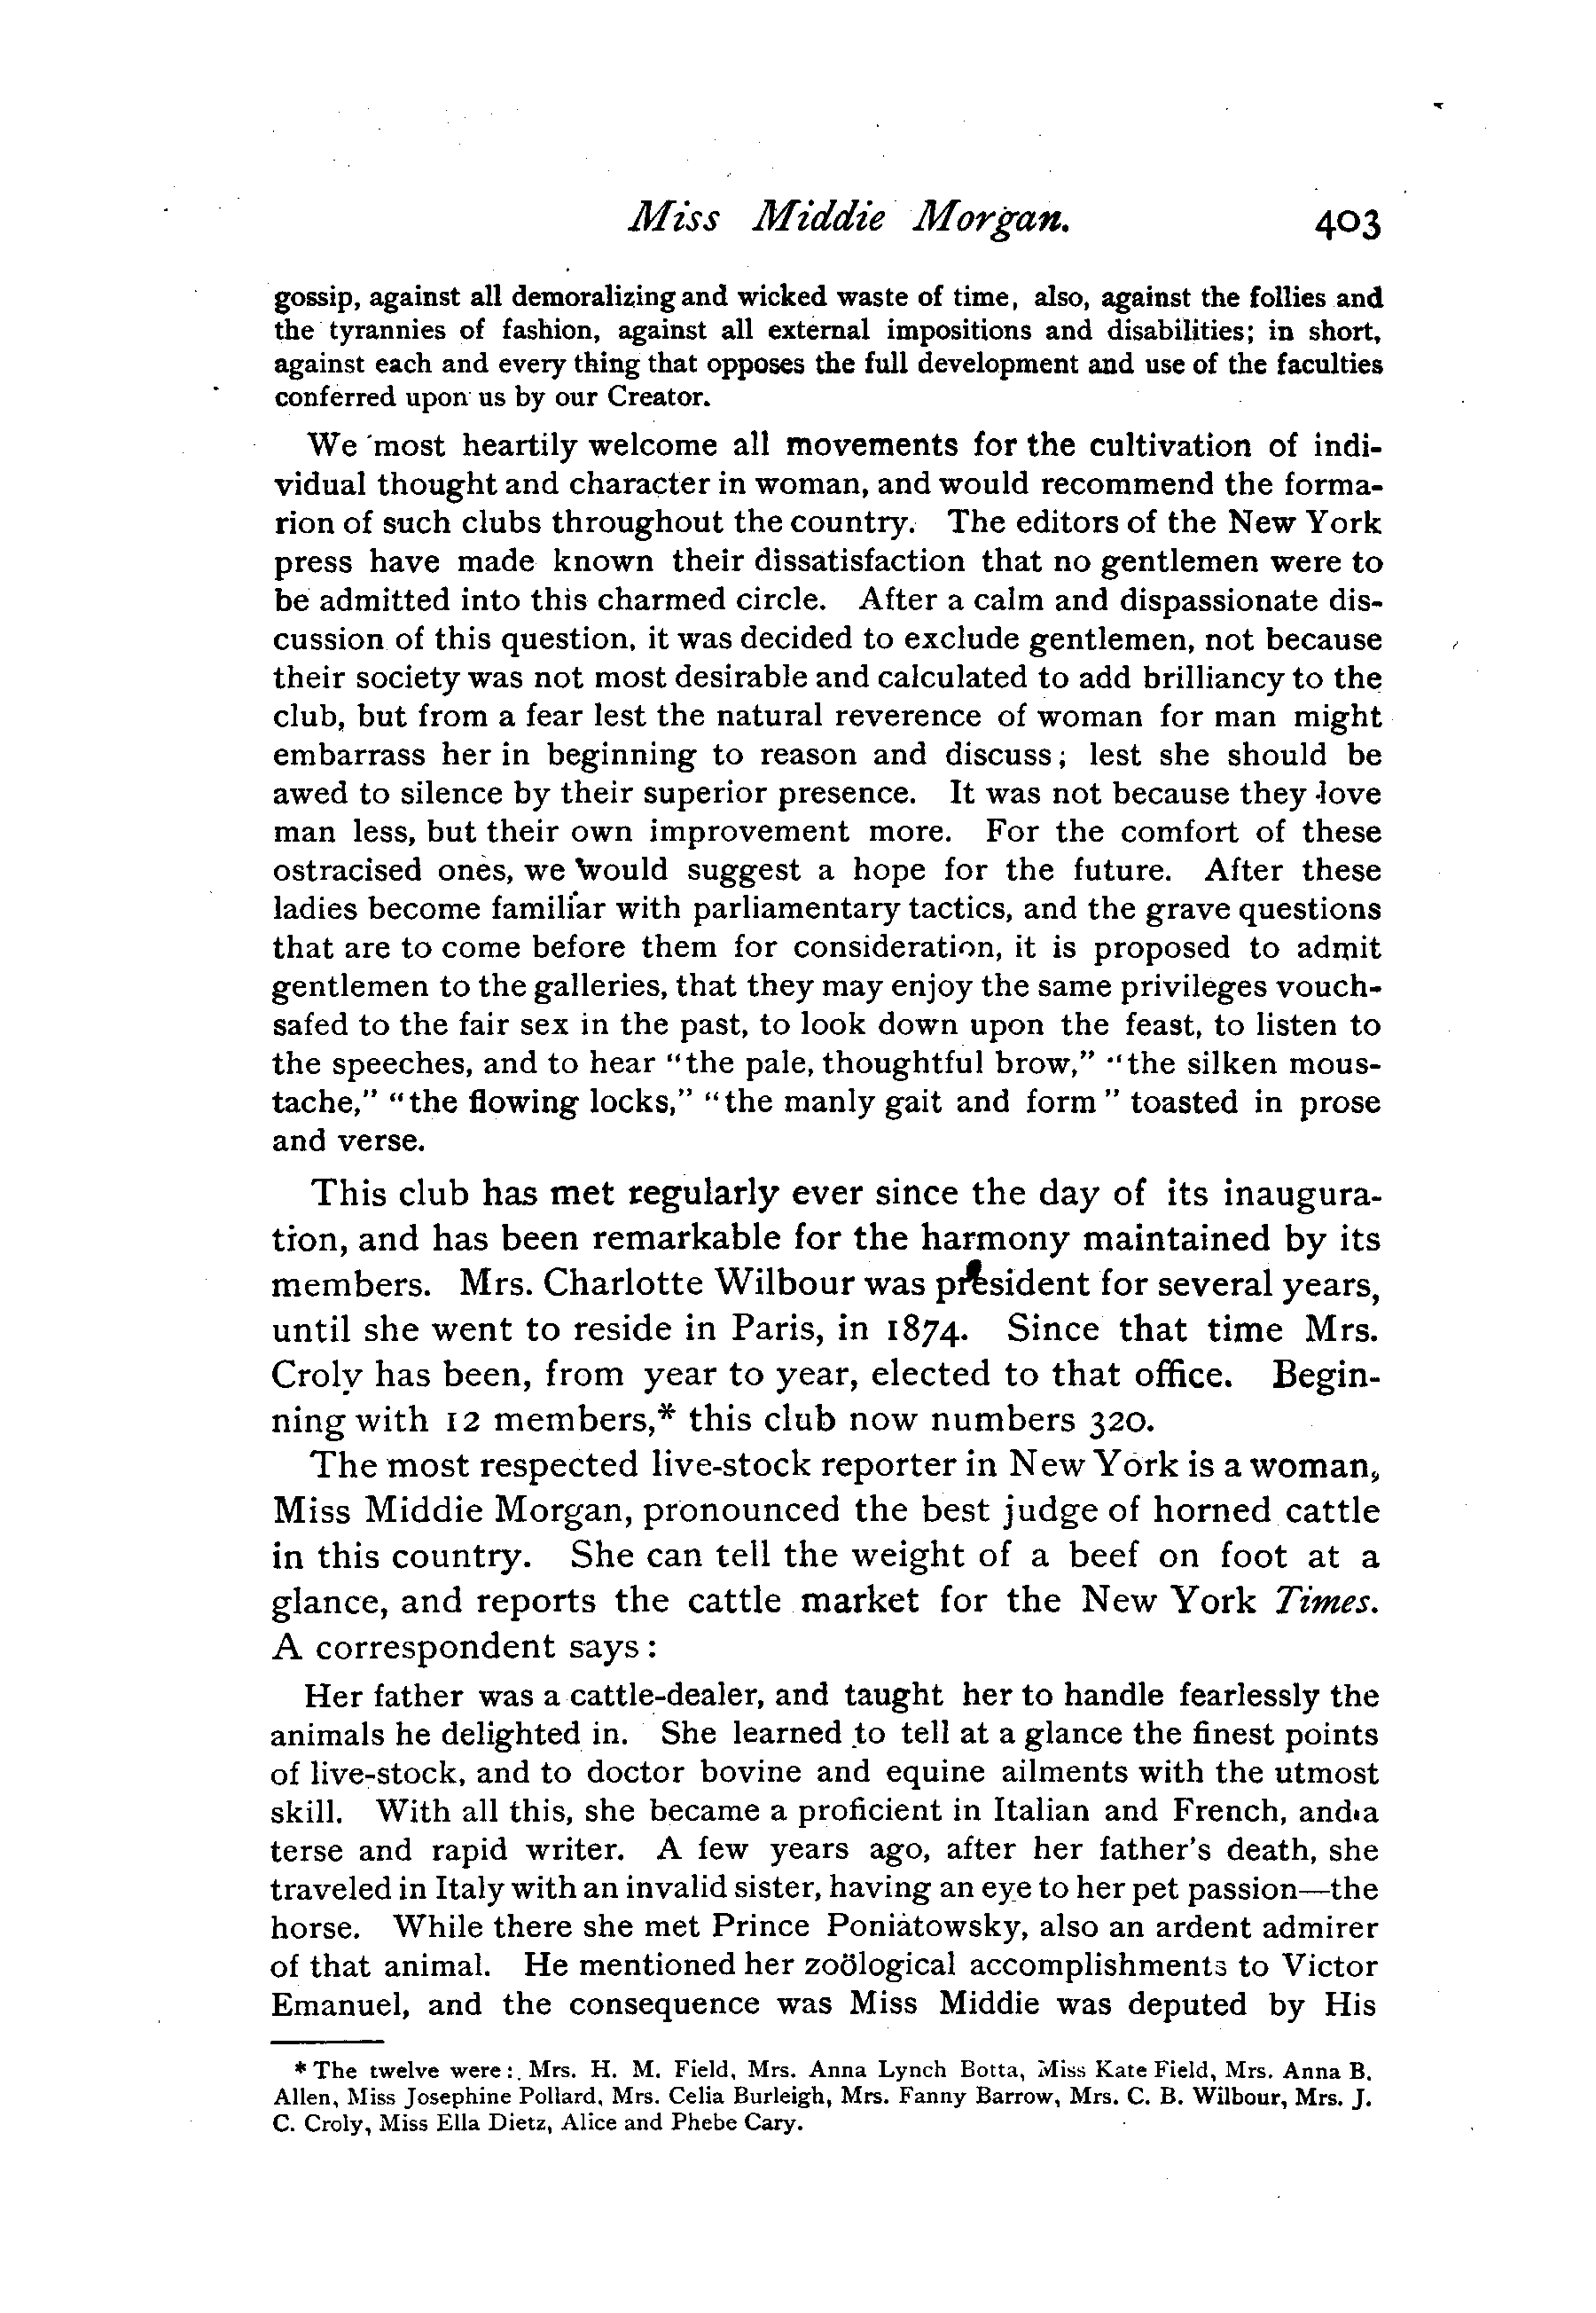 Miss Middie Morgan. 403
gossip, against all demoralizing and wicked waste of time, also, against the follies and
the tyrannies of fashion, against all external impositions and disabilities; in short,
against each and every thing that opposes the full development and use of the faculties
conferred upon us by our Creator.
We most heartily welcome all movements for the cultivation of indi-
vidual thought and character in woman, and would recommend the forma-
rion of such clubs throughout the country. The editors of the New York
press have made known their dissatisfaction that no gentlemen were to
be admitted into this charmed circle. After a calm and dispassionate dis-
cussion of this question, it was decided to exclude gentlemen, not because
their society was not most desirable and calculated to add brilliancy to the
club, but from a fear lest the natural reverence of woman for man might
embarrass her in beginning to reason and discuss; lest she should be
awed to silence by their superior presence. It was not because they love
man less, but their own improvement more. For the comfort of these
ostracised ones, we would suggest a hope for the future. After these
ladies become familiar with parliamentary tactics, and the grave questions
that are to come before them for consideration, it is proposed to admit
gentlemen to the galleries, that they may enjoy the same privileges vouch-
safed to the fair sex in the past, to look down upon the feast, to listen to
the speeches, and to hear "the pale, thoughtful brow," "the silken mous-
tache," "the flowing locks," "the manly gait and form" toasted in prose
and verse.
This club has met regularly ever since the day of its inaugura-
tion, and has been remarkable for the harmony maintained by its
members. Mrs. Charlotte Wilbour was president for several years,
until she went to reside in Paris, in 1874. Since that time Mrs.
Croly has been, from year to year, elected to that office. Begin-
ning with 12 members,* this club now numbers 320.
The most respected live-stock reporter in New York is a woman,
Miss Middie Morgan, pronounced the best judge of horned cattle
in this country. She can tell the weight of a beef on foot at a
glance, and reports the cattle market for the New York Times.
A correspondent says:
Her father was a cattle-dealer, and taught her to handle fearlessly the
animals he delighted in. She learned to tell at a glance the finest points
of live-stock, and to doctor bovine and equine ailments with the utmost
skill. With all this, she became a proficient in Italian and French, and a
terse and rapid writer. A few years ago, after her father's death, she
traveled in Italy with an invalid sister, having an eye to her pet passion—the
horse. While there she met Prince Poniatowsky, also an ardent admirer
of that animal. He mentioned her zoölogical accomplishments to Victor
Emanuel, and the consequence was Miss Middie was deputed by His
* The twelve were: Mrs. H. M. Field, Mrs. Anna Lynch Botta, Miss Kate Field, Mrs. Anna B.
Allen, Miss Josephine Pollard, Mrs. Celia Burleigh, Mrs. Fanny Barrow, Mrs. C. B. Wilbour, Mrs. J.
C. Croly, Miss Ella Dietz, Alice and Phebe Cary.